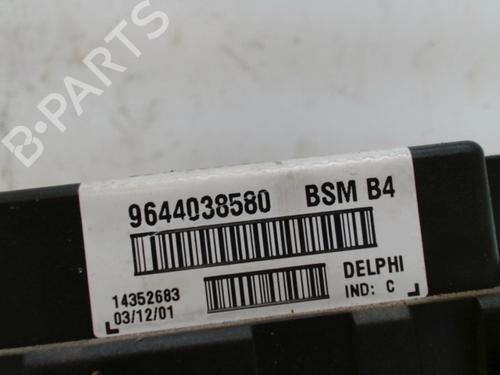 B-PARTS
9644038580 BSM B4
14352683 DELPHI
03/12/01 IND: C